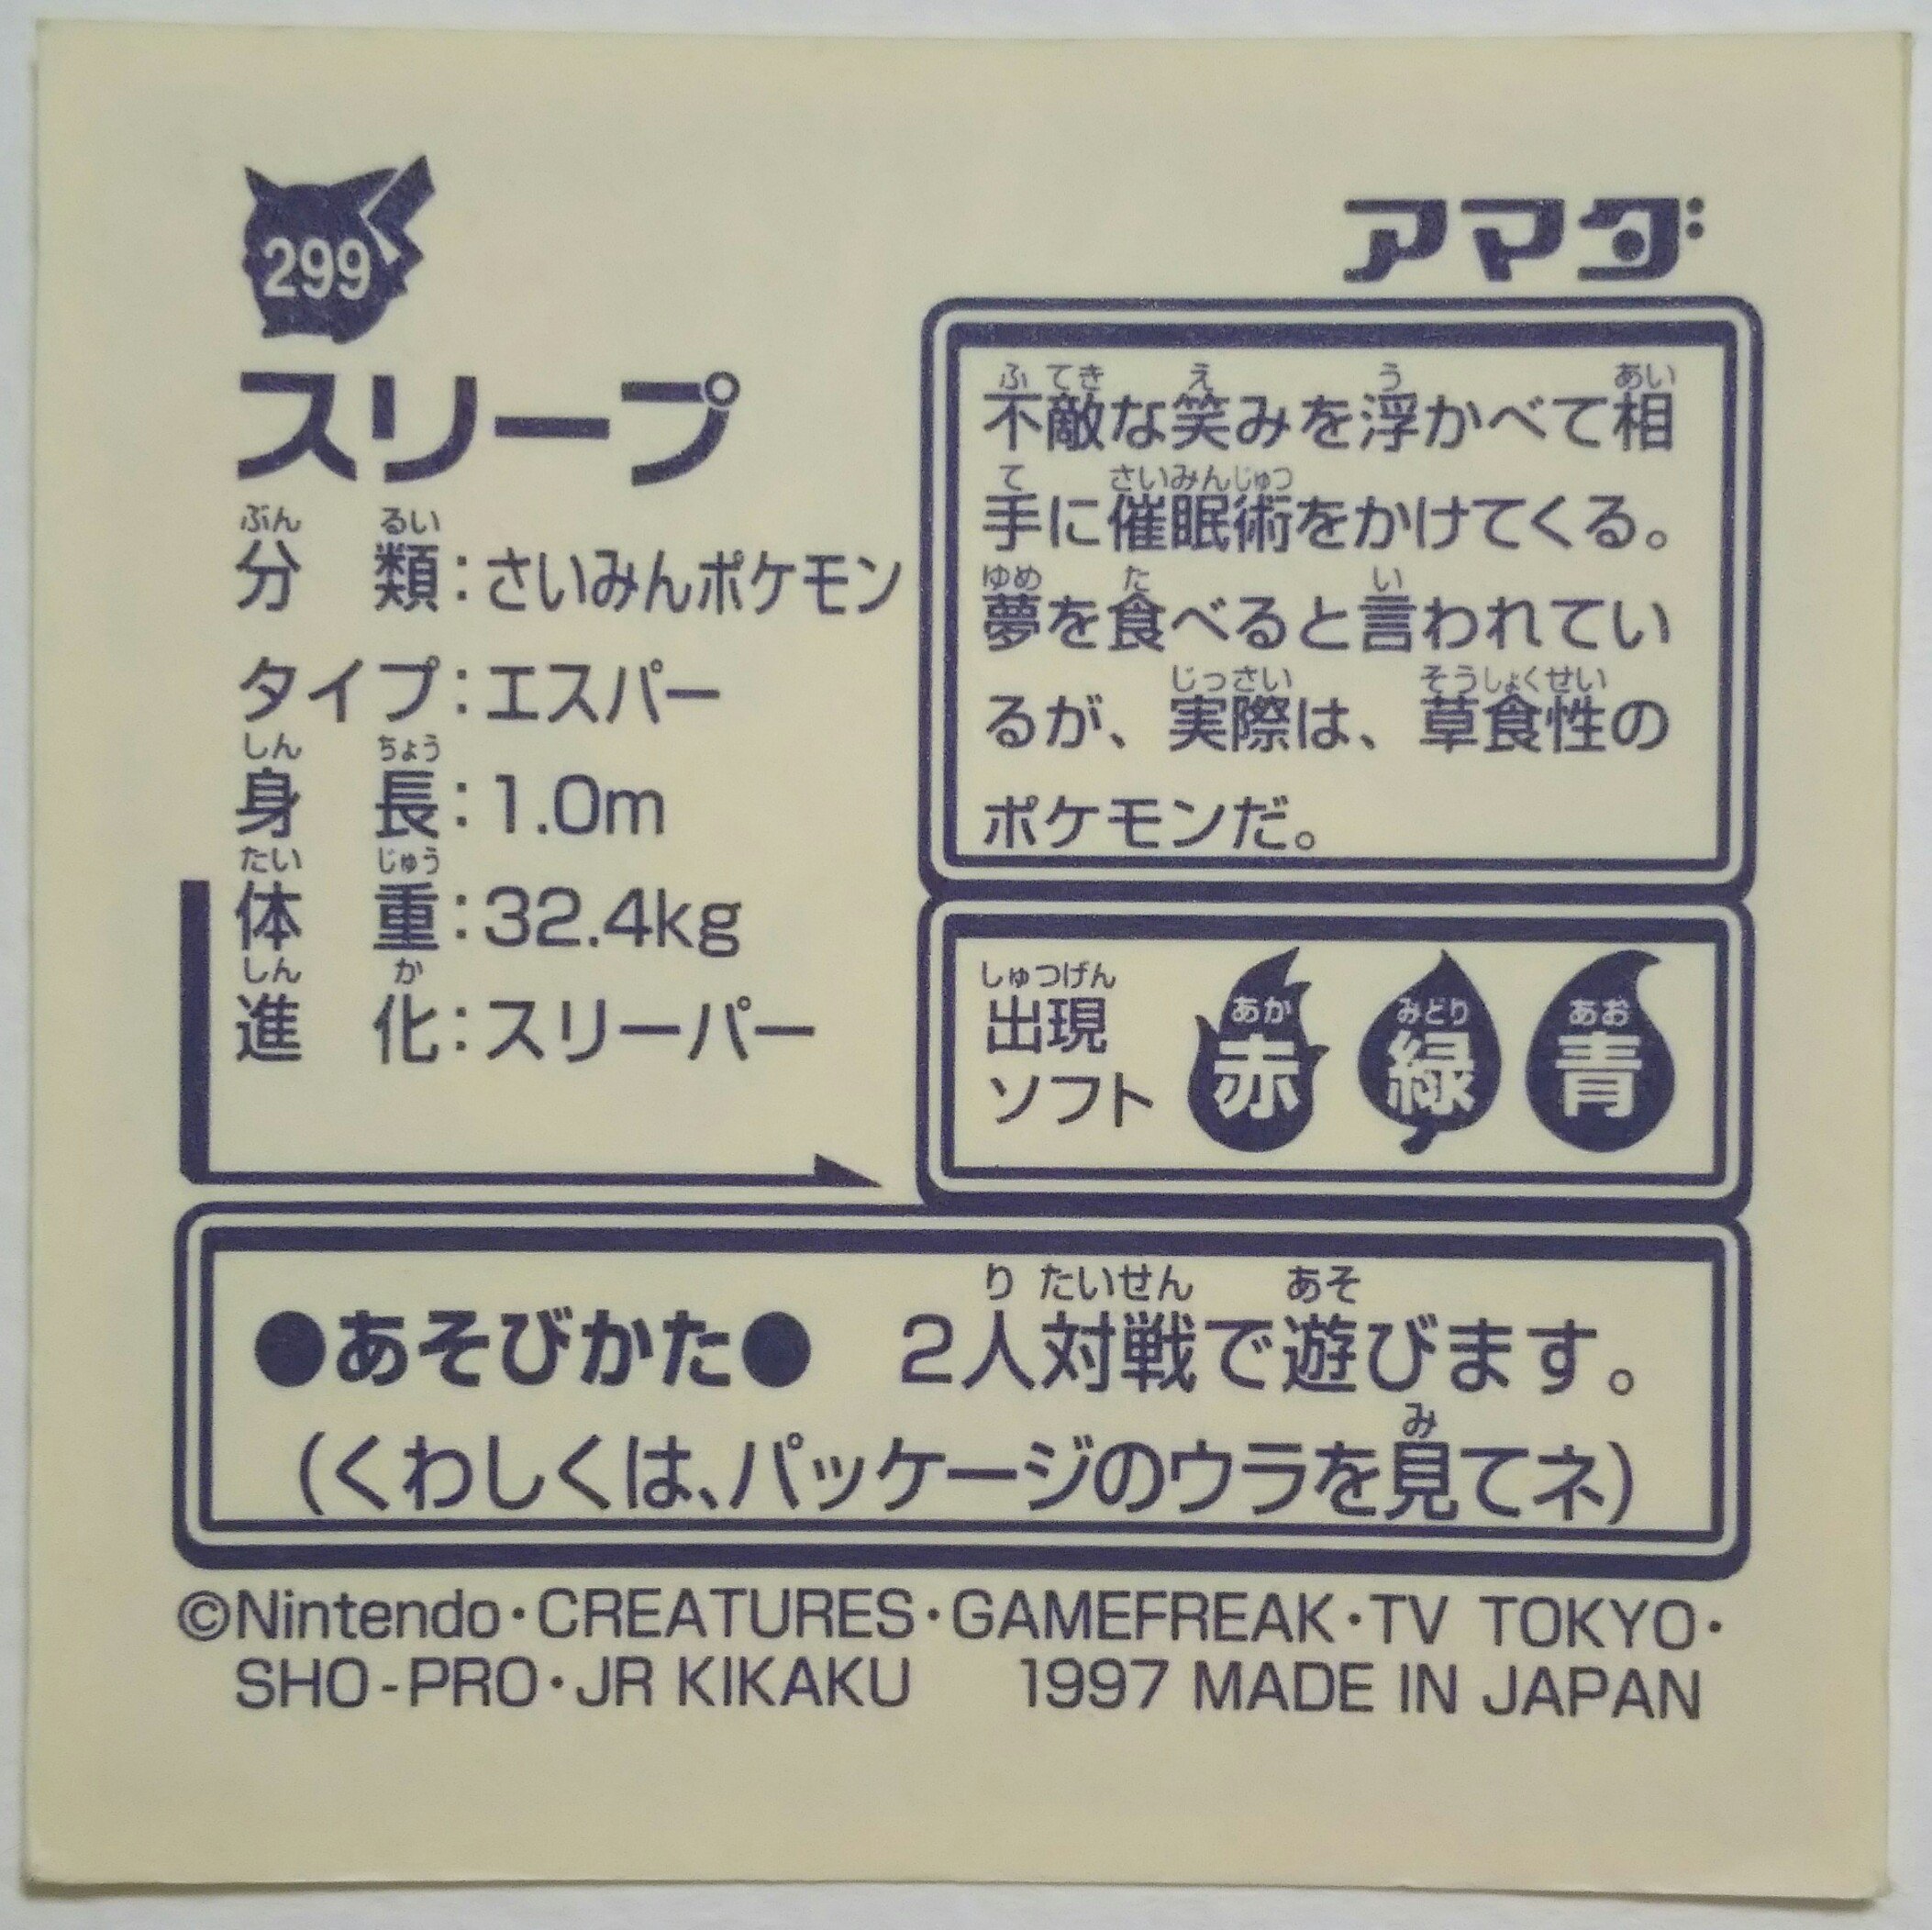 299
アマダ
スリープ
ぶん るい
分 類:さいみんポケモン
タイプ:エスパー
しん ちょう
身 長:1.0m
たい じゅう
体 重:32.4kg
しん か
進 化:スリーパー
ふ てき え う あい
不敵な笑みを浮かべて相
て さいみんじゅつ
手に催眠術をかけてくる。
ゆめ た い
夢を食べると言われてい
じっさい そうしょくせい
るが、実際は、草食性の
ポケモンだ。
しゅつげん
出現
ソフト
あか みどり あお
赤 緑 青
り たいせん あそ
●あそびかた● 2人対戦で遊びます。
み
(くわしくは、パッケージのウラを見てネ)
©Nintendo・CREATURES・GAMEFREAK・TV TOKYO・
SHO-PRO・JR KIKAKU 1997 MADE IN JAPAN